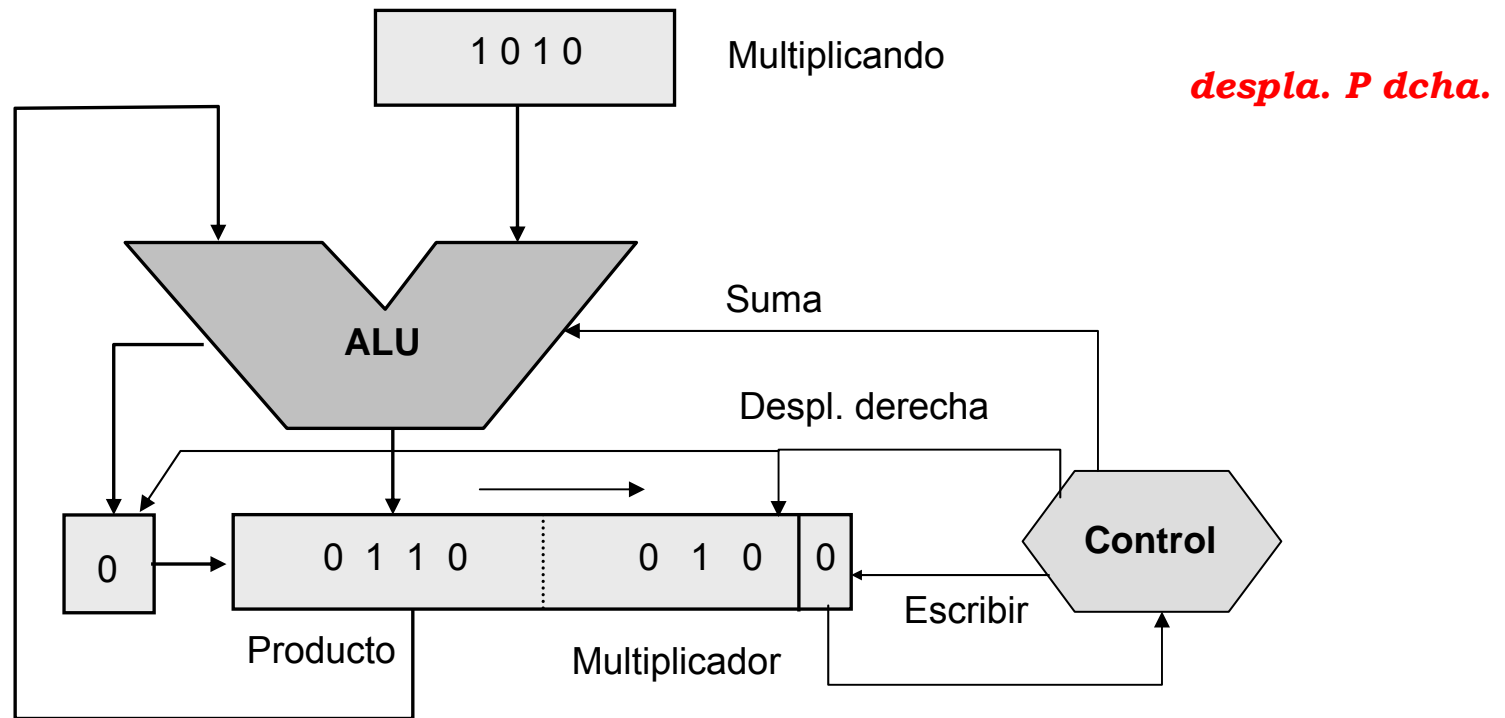 1 0 1 0
Multiplicando
despla. P dcha.
Suma
ALU
Despl. derecha
Control
0
0 1 1 0
0 1 0
0
Escribir
Producto
Multiplicador